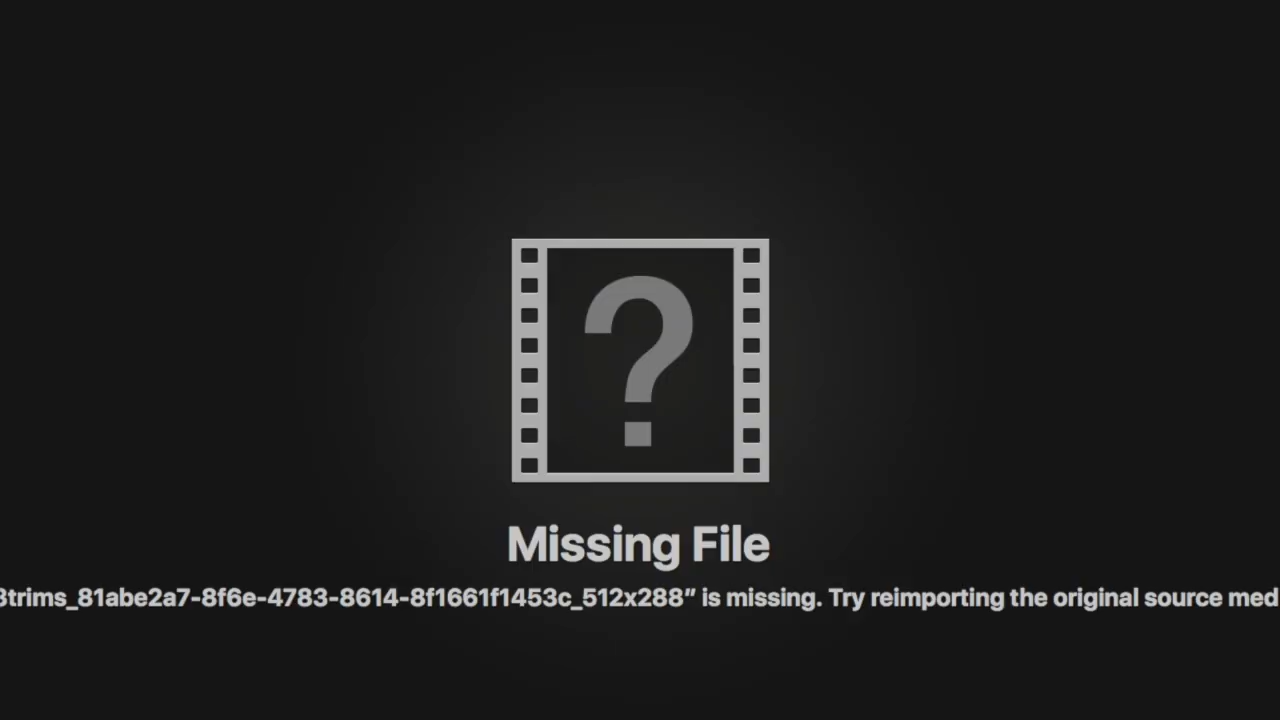 ?
Missing File
trims_81abe2a7-8f6e-4783-8614-8f1661f1453c_512x288” is missing. Try reimporting the original source med